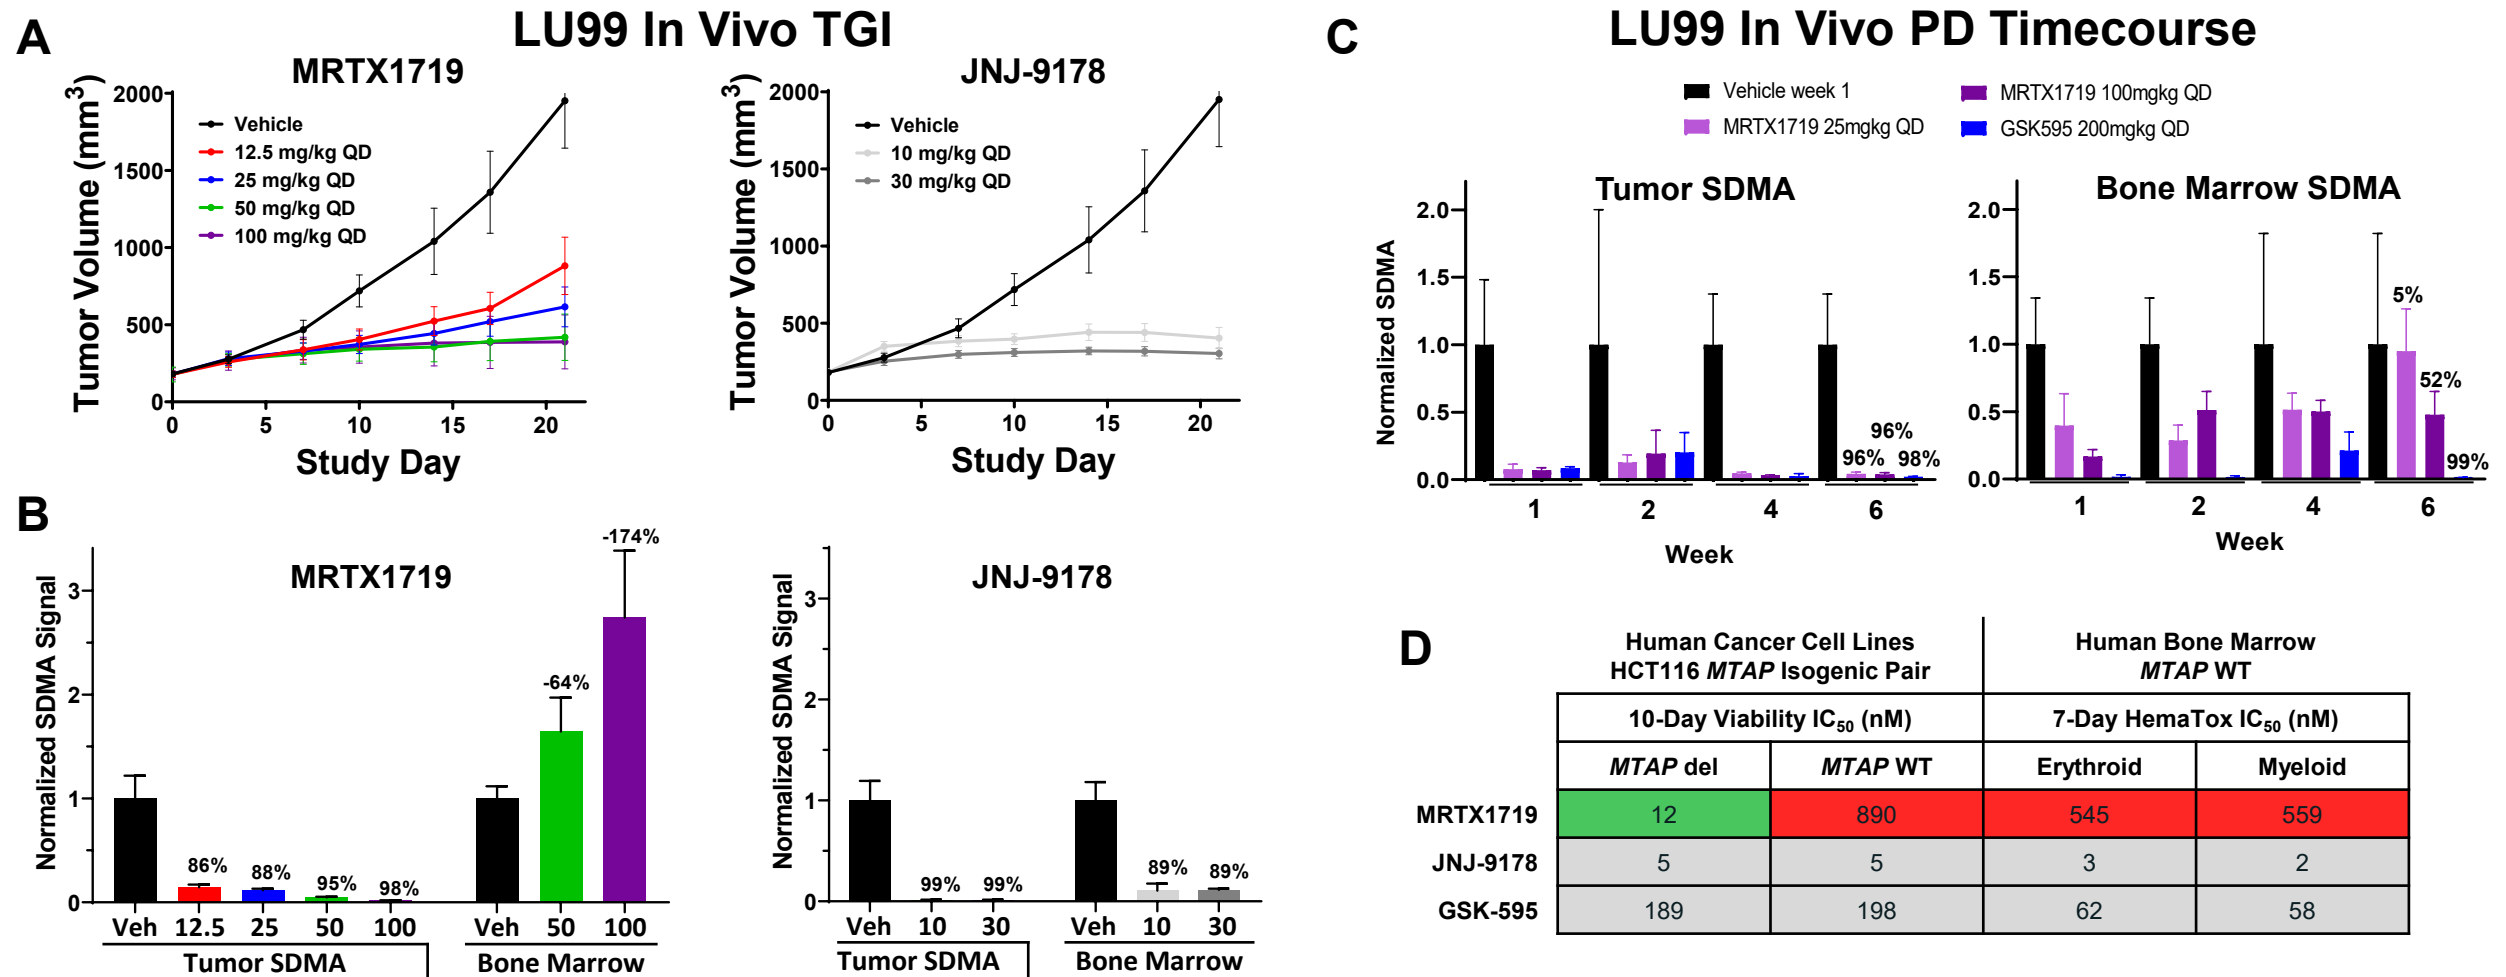 A
LU99 In Vivo TGI
MRTX1719
Tumor Volume (mm³)
2000
1500
1000
500
0
Vehicle
12.5 mg/kg QD
25 mg/kg QD
50 mg/kg QD
100 mg/kg QD
0 5 10 15 20
Study Day
JNJ-9178
Tumor Volume (mm³)
2000
1500
1000
500
0
Vehicle
10 mg/kg QD
30 mg/kg QD
0 5 10 15 20
Study Day
B
MRTX1719
Normalized SDMA Signal
3
2
1
0
86% 88% 95% 98% -64% -174%
Veh 12.5 25 50 100 Veh 50 100
Tumor SDMA Bone Marrow
JNJ-9178
Normalized SDMA Signal
3
2
1
0
99% 99% 89% 89%
Veh 10 30 Veh 10 30
Tumor SDMA Bone Marrow
C
LU99 In Vivo PD Timecourse
Vehicle week 1 MRTX1719 100mgkg QD
MRTX1719 25mgkg QD GSK595 200mgkg QD
Tumor SDMA
Normalized SDMA
2.0
1.5
1.0
0.5
0.0
96%
96% 98%
1 2 4 6
Week
Bone Marrow SDMA
2.0
1.5
1.0
0.5
0.0
5%
52%
99%
1 2 4 6
Week
D
Human Cancer Cell Lines
HCT116 MTAP Isogenic Pair
Human Bone Marrow
MTAP WT
10-Day Viability IC₅₀ (nM) 7-Day HemaTox IC₅₀ (nM)
MTAP del MTAP WT Erythroid Myeloid
MRTX1719 12 890 545 559
JNJ-9178 5 5 3 2
GSK-595 189 198 62 58